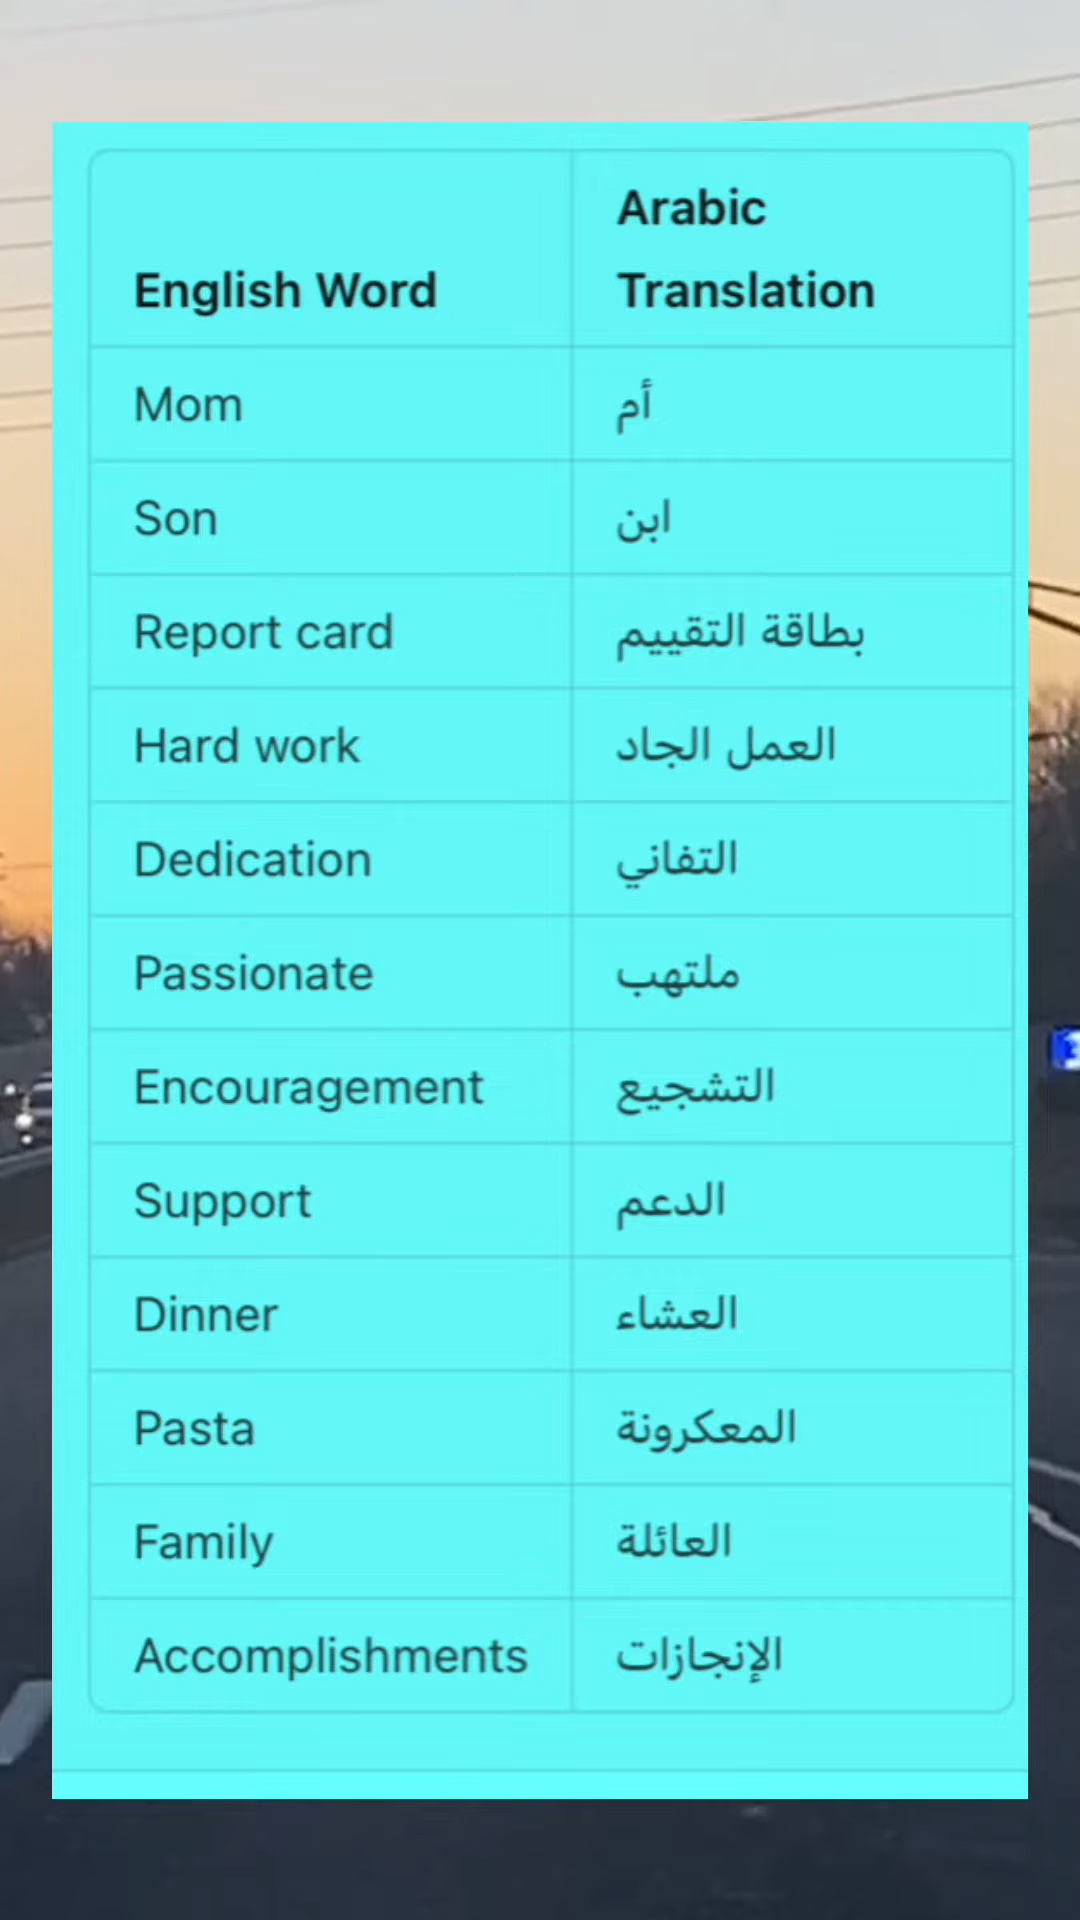 Arabic
English Word Translation
Mom أم
Son ابن
Report card بطاقة التقييم
Hard work العمل الجاد
Dedication التفاني
Passionate ملتهب
Encouragement التشجيع
Support الدعم
Dinner العشاء
Pasta المعكرونة
Family العائلة
Accomplishments الإنجازات